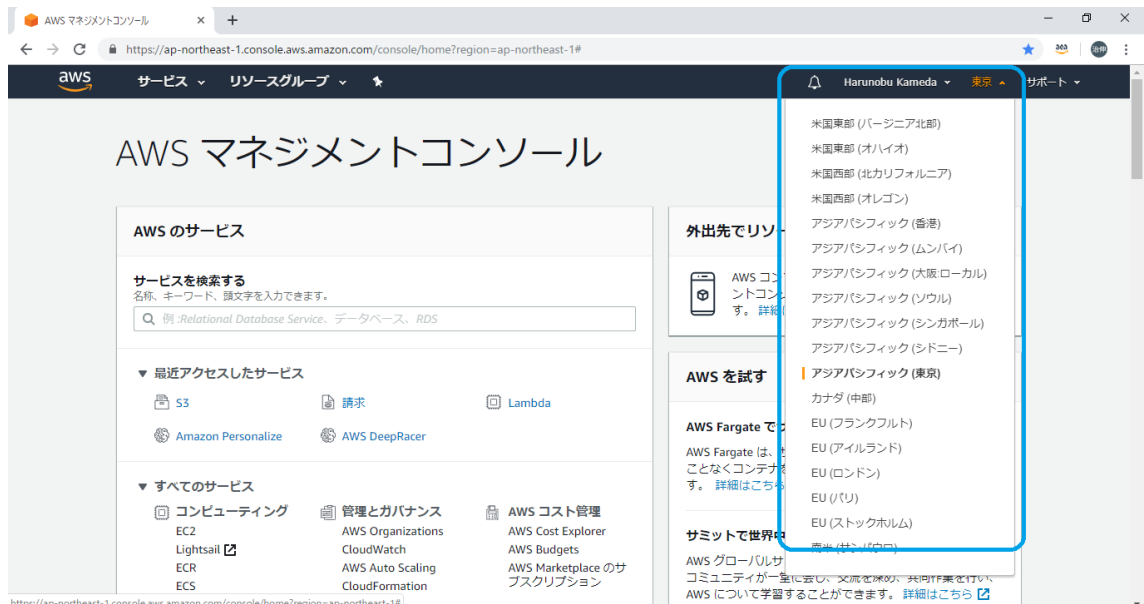 AWS マネジメントコンソール
https://ap-northeast-1.console.aws.amazon.com/console/home?region=ap-northeast-1#
aws
サービス
リソースグループ
Harunobu Kameda
東京
サポート
AWS マネジメントコンソール
AWS のサービス
サービスを検索する
名称、キーワード、頭文字を入力できます。
例 :Relational Database Service、データベース、RDS
最近アクセスしたサービス
S3
請求
Lambda
Amazon Personalize
AWS DeepRacer
すべてのサービス
コンピューティング
EC2
Lightsail
ECR
ECS
管理とガバナンス
AWS Organizations
CloudWatch
AWS Auto Scaling
CloudFormation
AWS コスト管理
AWS Cost Explorer
AWS Budgets
AWS Marketplace のサ
ブスクリプション
外出先でリソー
AWS コン
ントコン
す。 詳細
AWS を試す
AWS Fargate で
AWS Fargate は、
ことなくコンテナを
す。 詳細はこちら
サミットで世界中
AWS グローバルサ
コミュニティが一堂に会し、交流を深め、共同作業を行い、
AWS について学習することができます。 詳細はこちら
米国東部 (バージニア北部)
米国東部 (オハイオ)
米国西部 (北カリフォルニア)
米国西部 (オレゴン)
アジアパシフィック (香港)
アジアパシフィック (ムンバイ)
アジアパシフィック (大阪:ローカル)
アジアパシフィック (ソウル)
アジアパシフィック (シンガポール)
アジアパシフィック (シドニー)
アジアパシフィック (東京)
カナダ (中部)
EU (フランクフルト)
EU (アイルランド)
EU (ロンドン)
EU (パリ)
EU (ストックホルム)
南米 (サンパウロ)
https://ap-northeast-1.console.aws.amazon.com/console/home?region=ap-northeast-1#